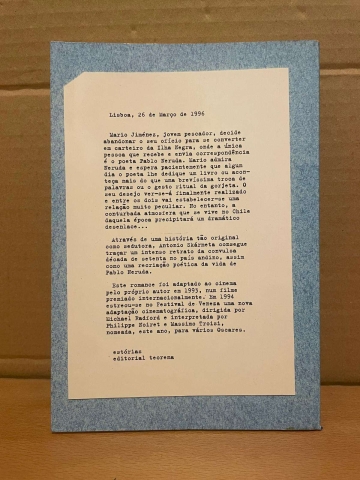 Lisboa, 26 de março de 1996
Mario Jiménez, jovem pescador, decide
abandonar o seu ofício para se converter
em carteiro da Ilha Negra, onde a única
pessoa que recebe e envia correspondência
é o poeta Pablo Neruda. Mario admira
Neruda e espera pacientemente que algum
dia o poeta lhe dedique um livro ou acon-
teça mais do que uma brevíssima troca de
palavras ou o gesto ritual da gorjeta. O
seu desejo ver-se-á finalmente realizado
e entre os dois vai estabelecer-se uma
relação muito peculiar. No entanto, a
conturbada atmosfera que se vive no Chile
daquela época precipitará um dramático
desenlace...
Através de uma história tão original
como sedutora, Antonio Skármeta consegue
traçar um intenso retrato da convulsa
década de setenta no país andino, assim
como uma recriação poética da vida de
Pablo Neruda.
Este romance foi adaptado ao cinema
pelo próprio autor em 1983, num filme
premiado internacionalmente. Em 1994
estreou-se no Festival de Veneza uma nova
adaptação cinematográfica, dirigida por
Michael Radford e interpretada por
Philippe Noiret e Massimo Troisi,
nomeada, este ano, para vários Óscares.
estórias
editorial teorema